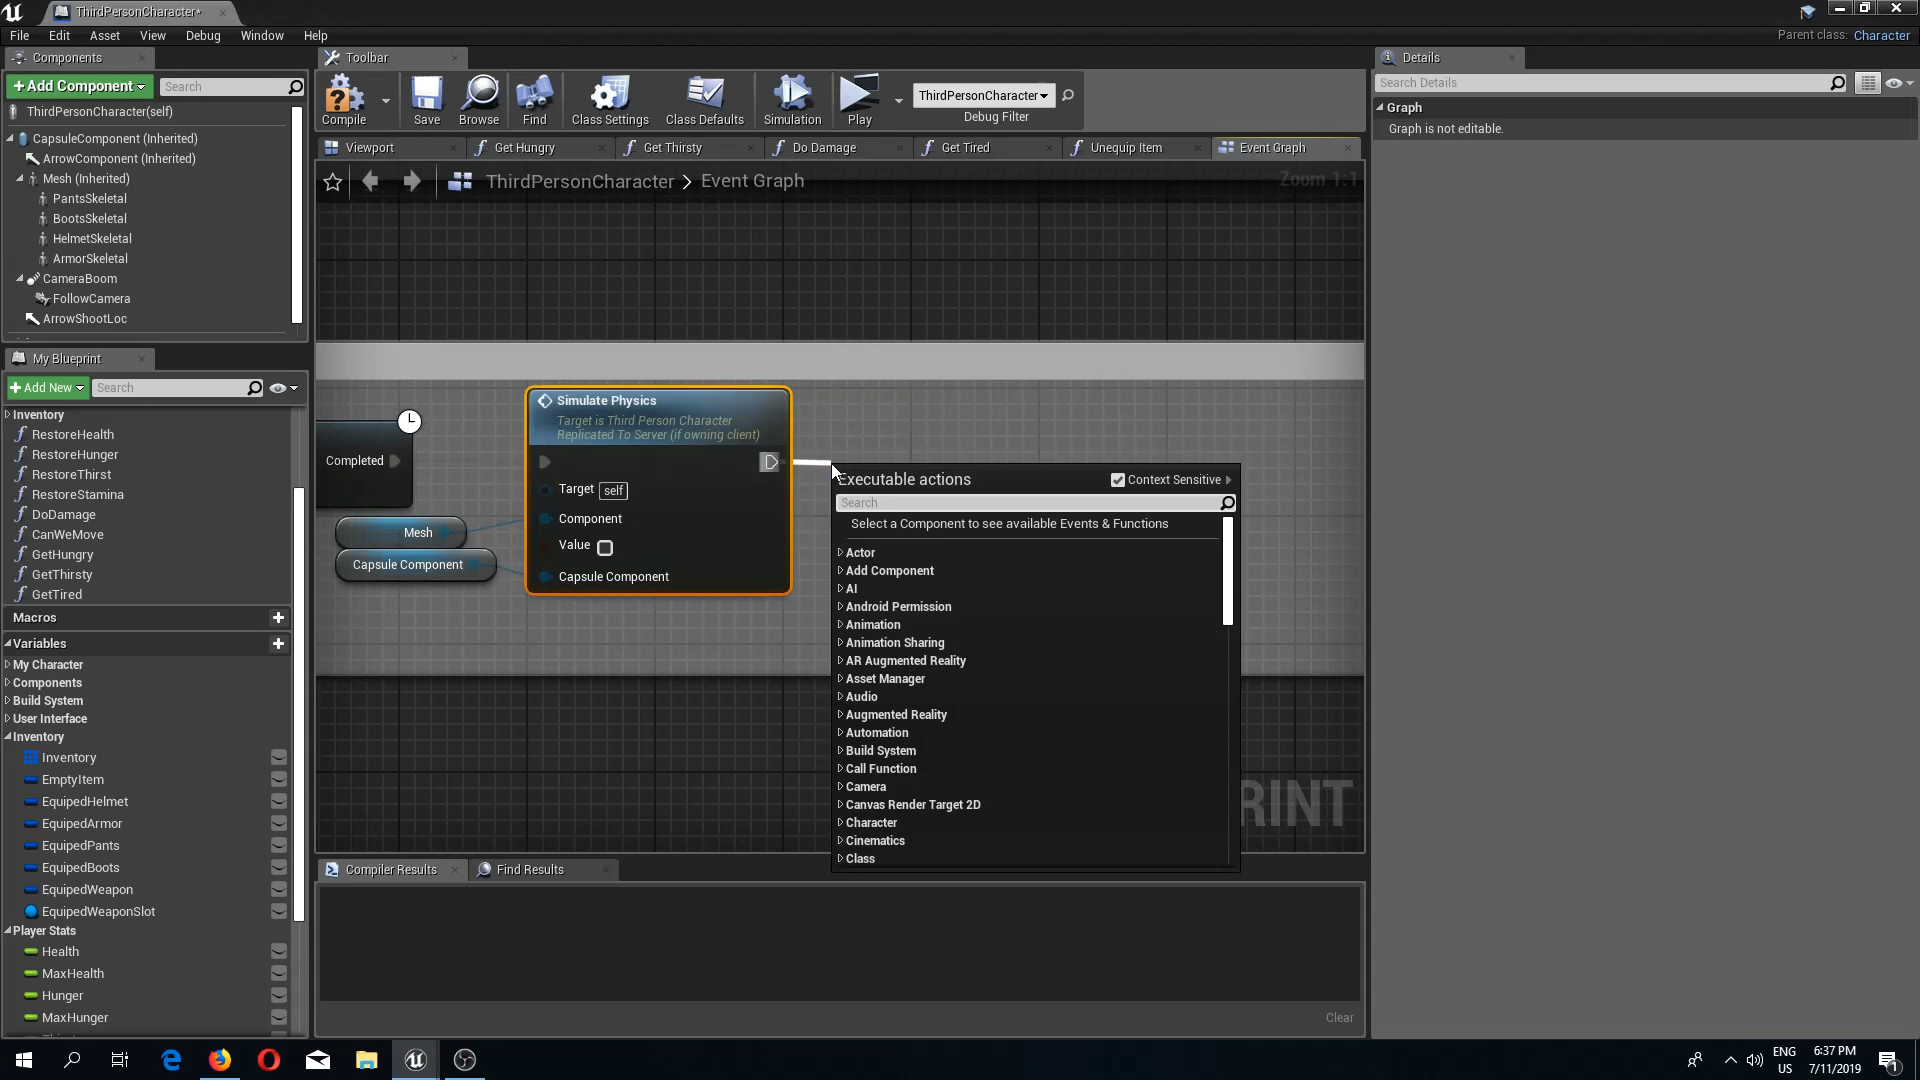 ThirdPersonCharacter*
File Edit Asset View Debug Window Help
Parent class: Character
Components
Toolbar
Details
+Add Component
Search
Search Details
ThirdPersonCharacter(self)
Compile
Save
Browse
Find
Class Settings
Class Defaults
Simulation
Play
ThirdPersonCharacter
Debug Filter
Graph
Graph is not editable.
CapsuleComponent (Inherited)
ArrowComponent (Inherited)
Mesh (Inherited)
PantsSkeletal
BootsSkeletal
HelmetSkeletal
ArmorSkeletal
CameraBoom
FollowCamera
ArrowShootLoc
Viewport
Get Hungry
Get Thirsty
Do Damage
Get Tired
Unequip Item
Event Graph
ThirdPersonCharacter > Event Graph
Zoom 1:1
My Blueprint
+Add New
Search
Inventory
RestoreHealth
RestoreHunger
RestoreThirst
RestoreStamina
DoDamage
CanWeMove
GetHungry
GetThirsty
GetTired
Macros
Variables
My Character
Components
Build System
User Interface
Inventory
Inventory
EmptyItem
EquipedHelmet
EquipedArmor
EquipedPants
EquipedBoots
EquipedWeapon
EquipedWeaponSlot
Player Stats
Health
MaxHealth
Hunger
MaxHunger
Completed
Mesh
Capsule Component
Simulate Physics
Target is Third Person Character
Replicated To Server (if owning client)
Target self
Component
Value
Capsule Component
Executable actions
Context Sensitive
Search
Select a Component to see available Events & Functions
Actor
Add Component
AI
Android Permission
Animation
Animation Sharing
AR Augmented Reality
Asset Manager
Audio
Augmented Reality
Automation
Build System
Call Function
Camera
Canvas Render Target 2D
Character
Cinematics
Class
RINT
Compiler Results
Find Results
Clear
ENG
US
6:37 PM
7/11/2019
1